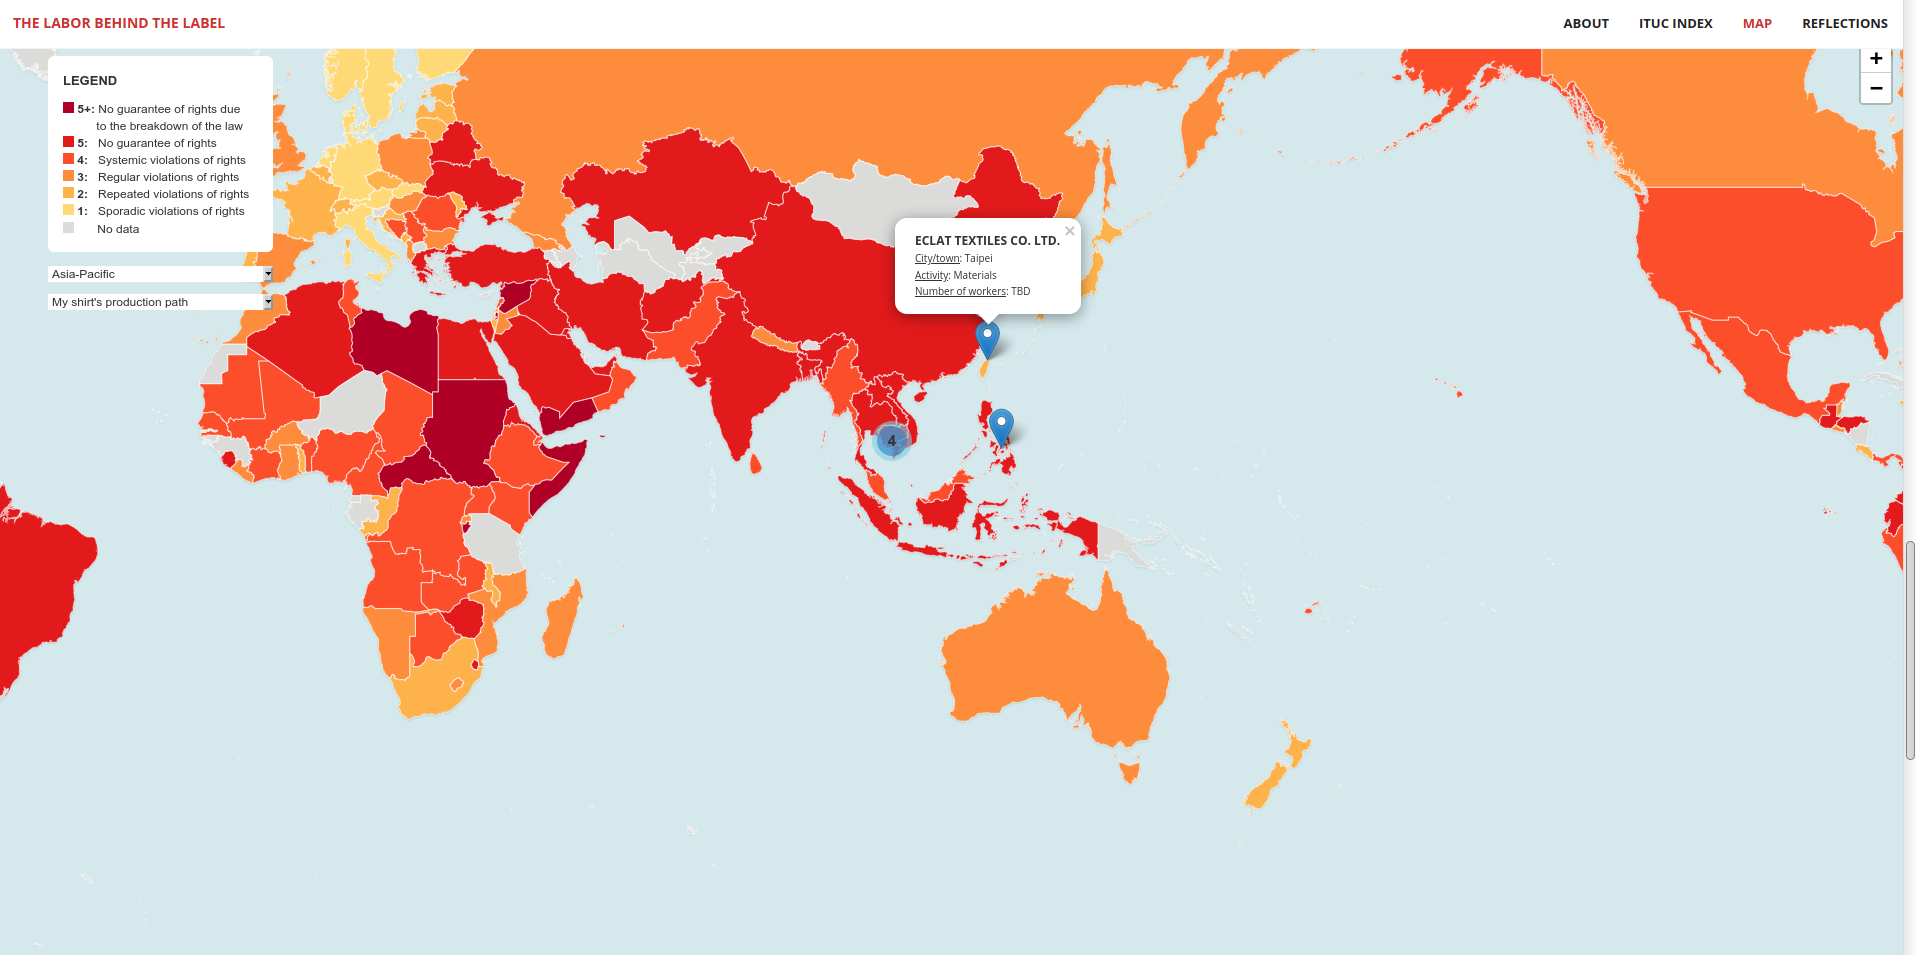 THE LABOR BEHIND THE LABEL
ABOUT ITUC INDEX MAP REFLECTIONS
+
−
LEGEND
5+: No guarantee of rights due
to the breakdown of the law
5: No guarantee of rights
4: Systemic violations of rights
3: Regular violations of rights
2: Repeated violations of rights
1: Sporadic violations of rights
No data
Asia-Pacific
My shirt's production path
×
ECLAT TEXTILES CO. LTD.
City/town: Taipei
Activity: Materials
Number of workers: TBD
4